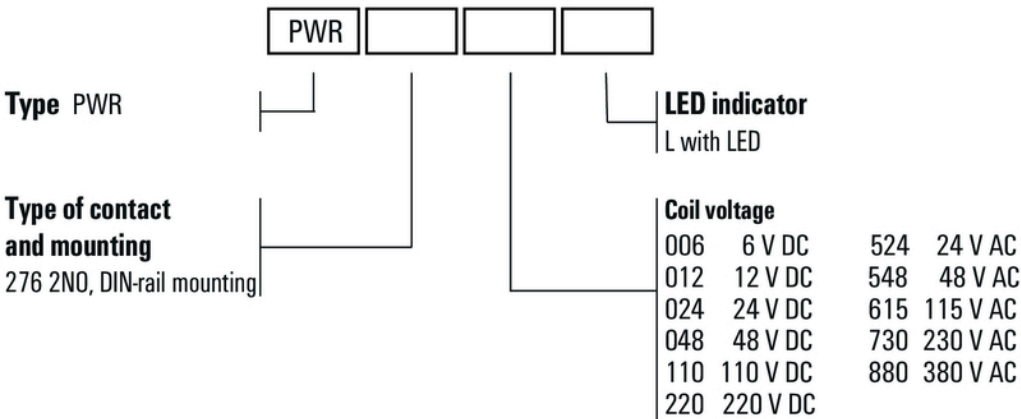 PWR
Type PWR
LED indicator
L with LED
Type of contact
and mounting
276 2NO, DIN-rail mounting
Coil voltage
006 6 V DC 524 24 V AC
012 12 V DC 548 48 V AC
024 24 V DC 615 115 V AC
048 48 V DC 730 230 V AC
110 110 V DC 880 380 V AC
220 220 V DC